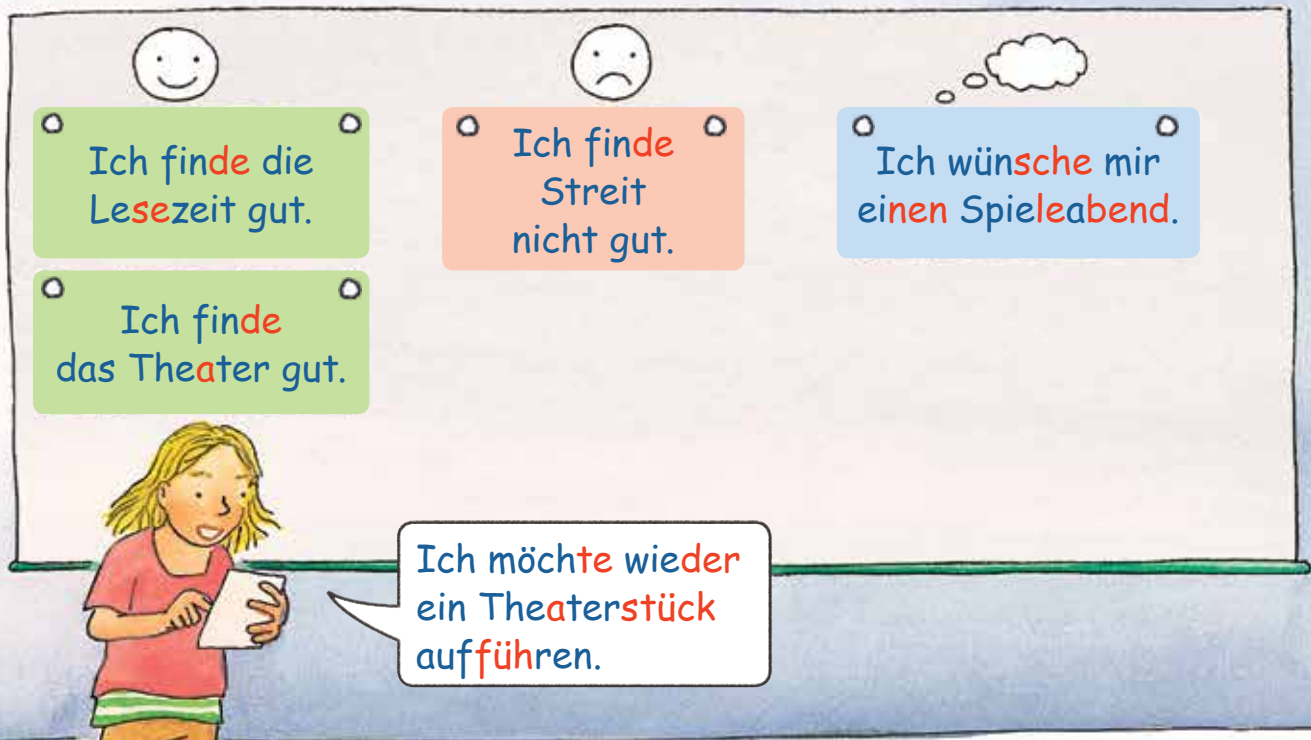 Ich finde die
Lesezeit gut.
Ich finde
das Theater gut.
Ich finde
Streit
nicht gut.
Ich wünsche mir
einen Spieleabend.
Ich möchte wieder
ein Theaterstück
aufführen.